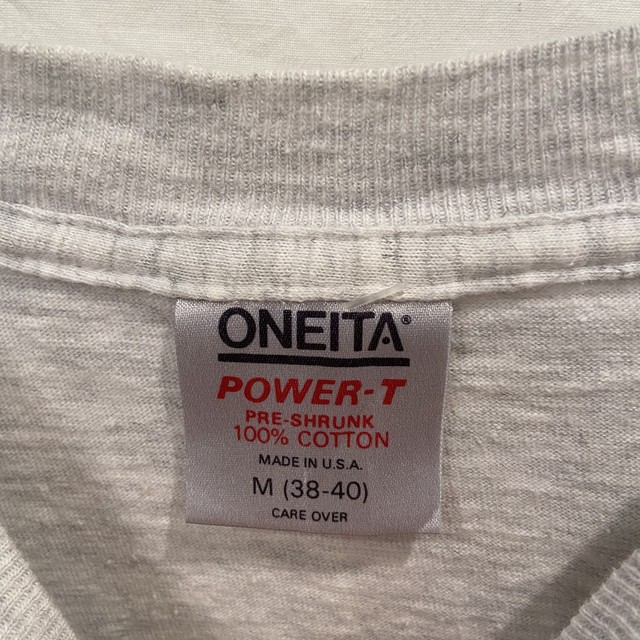 ONEITA®
POWER-T
PRE-SHRUNK
100% COTTON
MADE IN U.S.A.
M (38-40)
CARE OVER